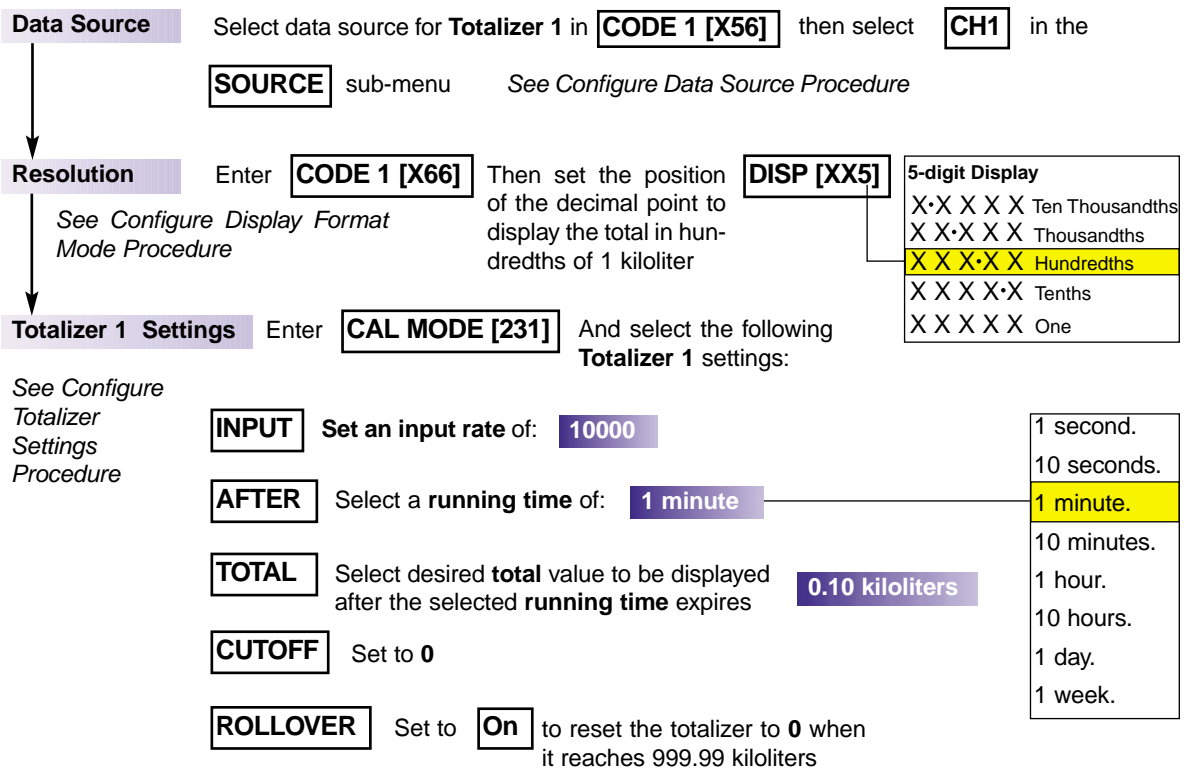 Data Source
Select data source for Totalizer 1 in CODE 1 [X56] then select CH1 in the
SOURCE sub-menu See Configure Data Source Procedure
Resolution
See Configure Display Format
Mode Procedure
Enter CODE 1 [X66]
Then set the position
of the decimal point to
display the total in hun-
dredths of 1 kiloliter
DISP [XX5]
5-digit Display
X•X X X X Ten Thousandths
X X•X X X Thousandths
X X X•X X Hundredths
X X X X•X Tenths
X X X X X One
Totalizer 1 Settings
Enter CAL MODE [231]
And select the following
Totalizer 1 settings:
See Configure
Totalizer
Settings
Procedure
INPUT Set an input rate of: 10000
AFTER Select a running time of: 1 minute
1 second.
10 seconds.
1 minute.
10 minutes.
1 hour.
10 hours.
1 day.
1 week.
TOTAL
Select desired total value to be displayed
after the selected running time expires
0.10 kiloliters
CUTOFF Set to 0
ROLLOVER Set to On to reset the totalizer to 0 when
it reaches 999.99 kiloliters